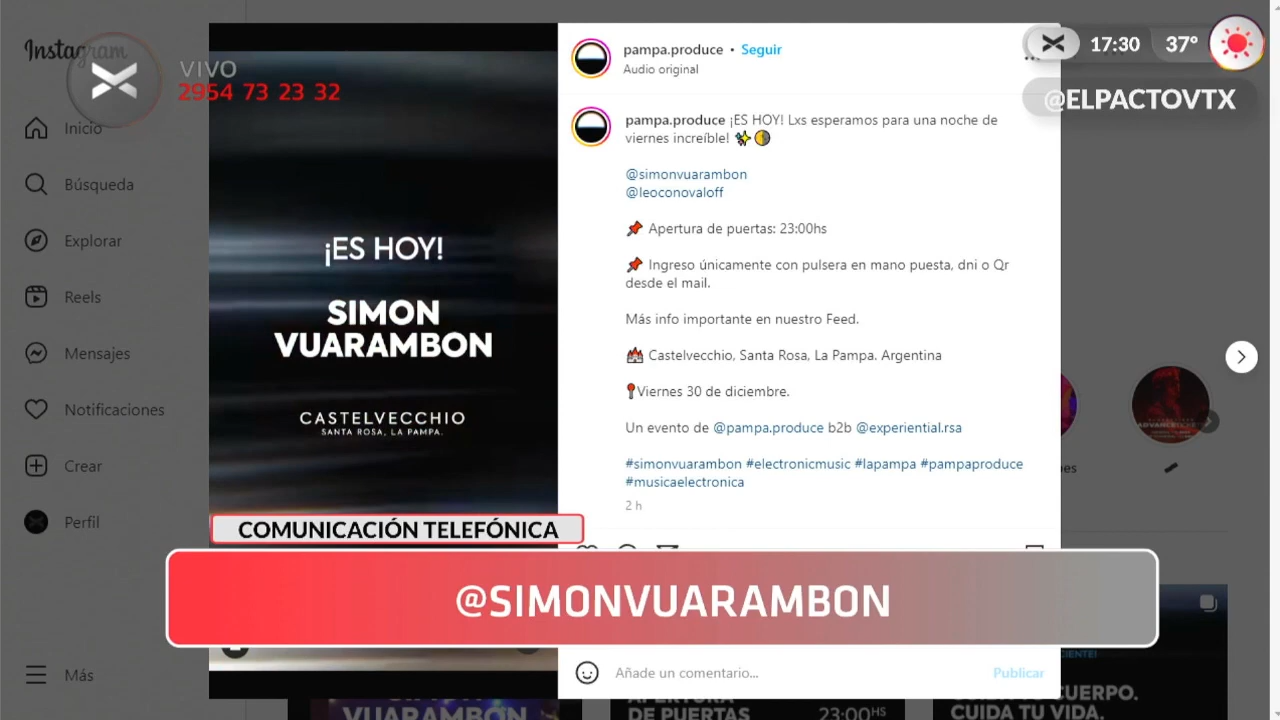 Instagram
VIVO
2954 73 23 32
Inicio
Búsqueda
Explorar
Reels
Mensajes
Notificaciones
Crear
Perfil
Más
¡ES HOY!
SIMON
VUARAMBON
CASTELVECCHIO
SANTA ROSA, LA PAMPA.
pampa.produce • Seguir
Audio original
pampa.produce ¡ES HOY! Lxs esperamos para una noche de
viernes increíble! ✨🌗
@simonvuarambon
@leoconovaloff
📌 Apertura de puertas: 23:00hs
📌 Ingreso únicamente con pulsera en mano puesta, dni o Qr
desde el mail.
Más info importante en nuestro Feed.
🏰 Castelvecchio, Santa Rosa, La Pampa. Argentina
📍Viernes 30 de diciembre.
Un evento de @pampa.produce b2b @experiential.rsa
#simonvuarambon #electronicmusic #lapampa #pampaproduce
#musicaelectronica
2 h
17:30 37°
@ELPACTOVTX
COMUNICACIÓN TELEFÓNICA
@SIMONVUARAMBON
Añade un comentario... Publicar
VUARAMBON
APERTURA
DE PUERTAS 23:00HS
CUIDA TU CUERPO.
CUIDA TU VIDA.